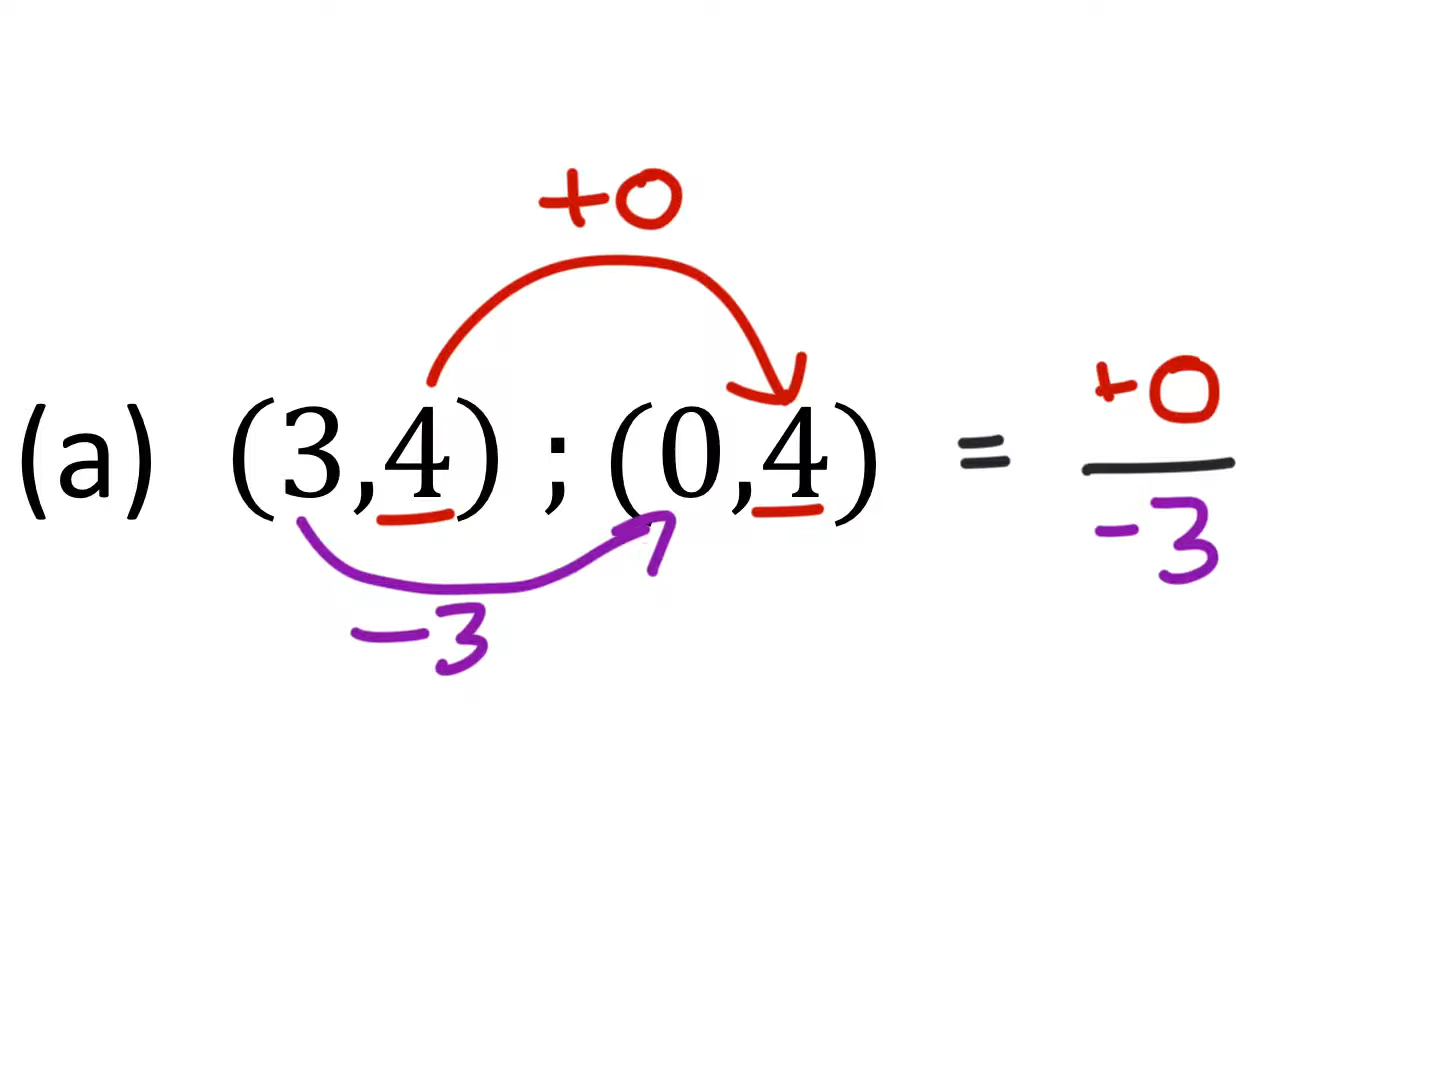 +0
(a) (3,4) ; (0,4) = +0/-3
-3